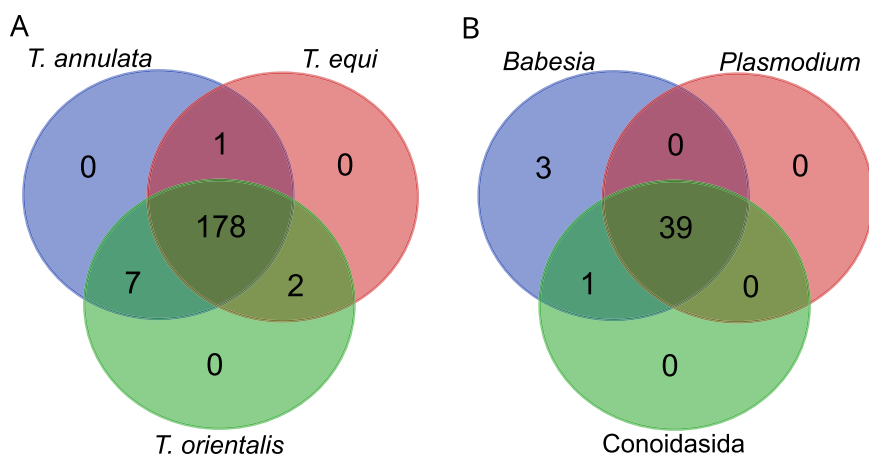 A
B
T. annulata
T. equi
Babesia
Plasmodium
0
1
0
178
7
2
0
T. orientalis
3
0
0
39
1
0
0
Conoidasida